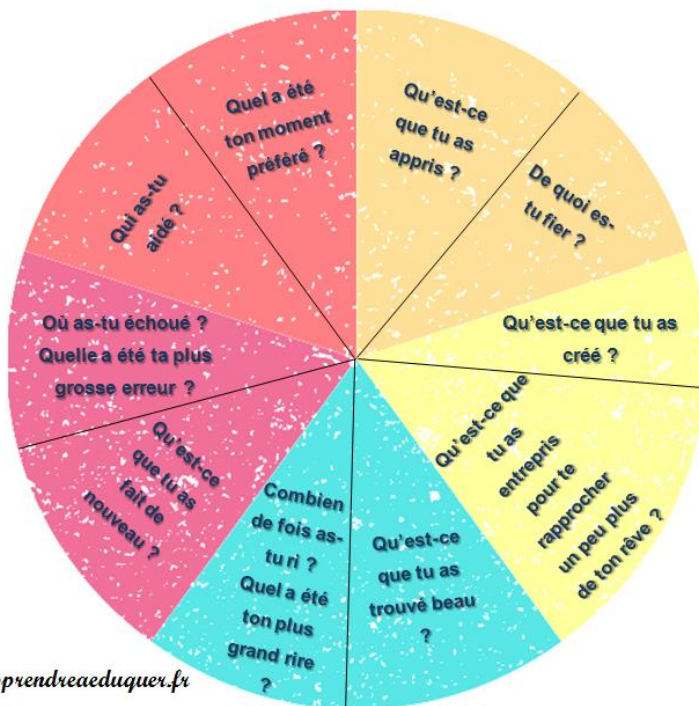 Quel a été
ton moment
préféré ?
Qu'est-ce
que tu as
appris ?
De quoi es-
tu fier ?
Qu'est-ce que tu as
créé ?
Qu'est-ce que
tu as
entrepris
pour te
rapprocher
un peu plus
de ton rêve ?
Qu'est-ce
que tu as
trouvé beau
?
Combien
de fois as-
tu ri ?
Quel a été
ton plus
grand rire
?
Qu'est-ce
que tu as
fait de
nouveau ?
Où as-tu échoué ?
Quelle a été ta plus
grosse erreur ?
Qui as-tu
aidé ?
prendreaeduquer.fr